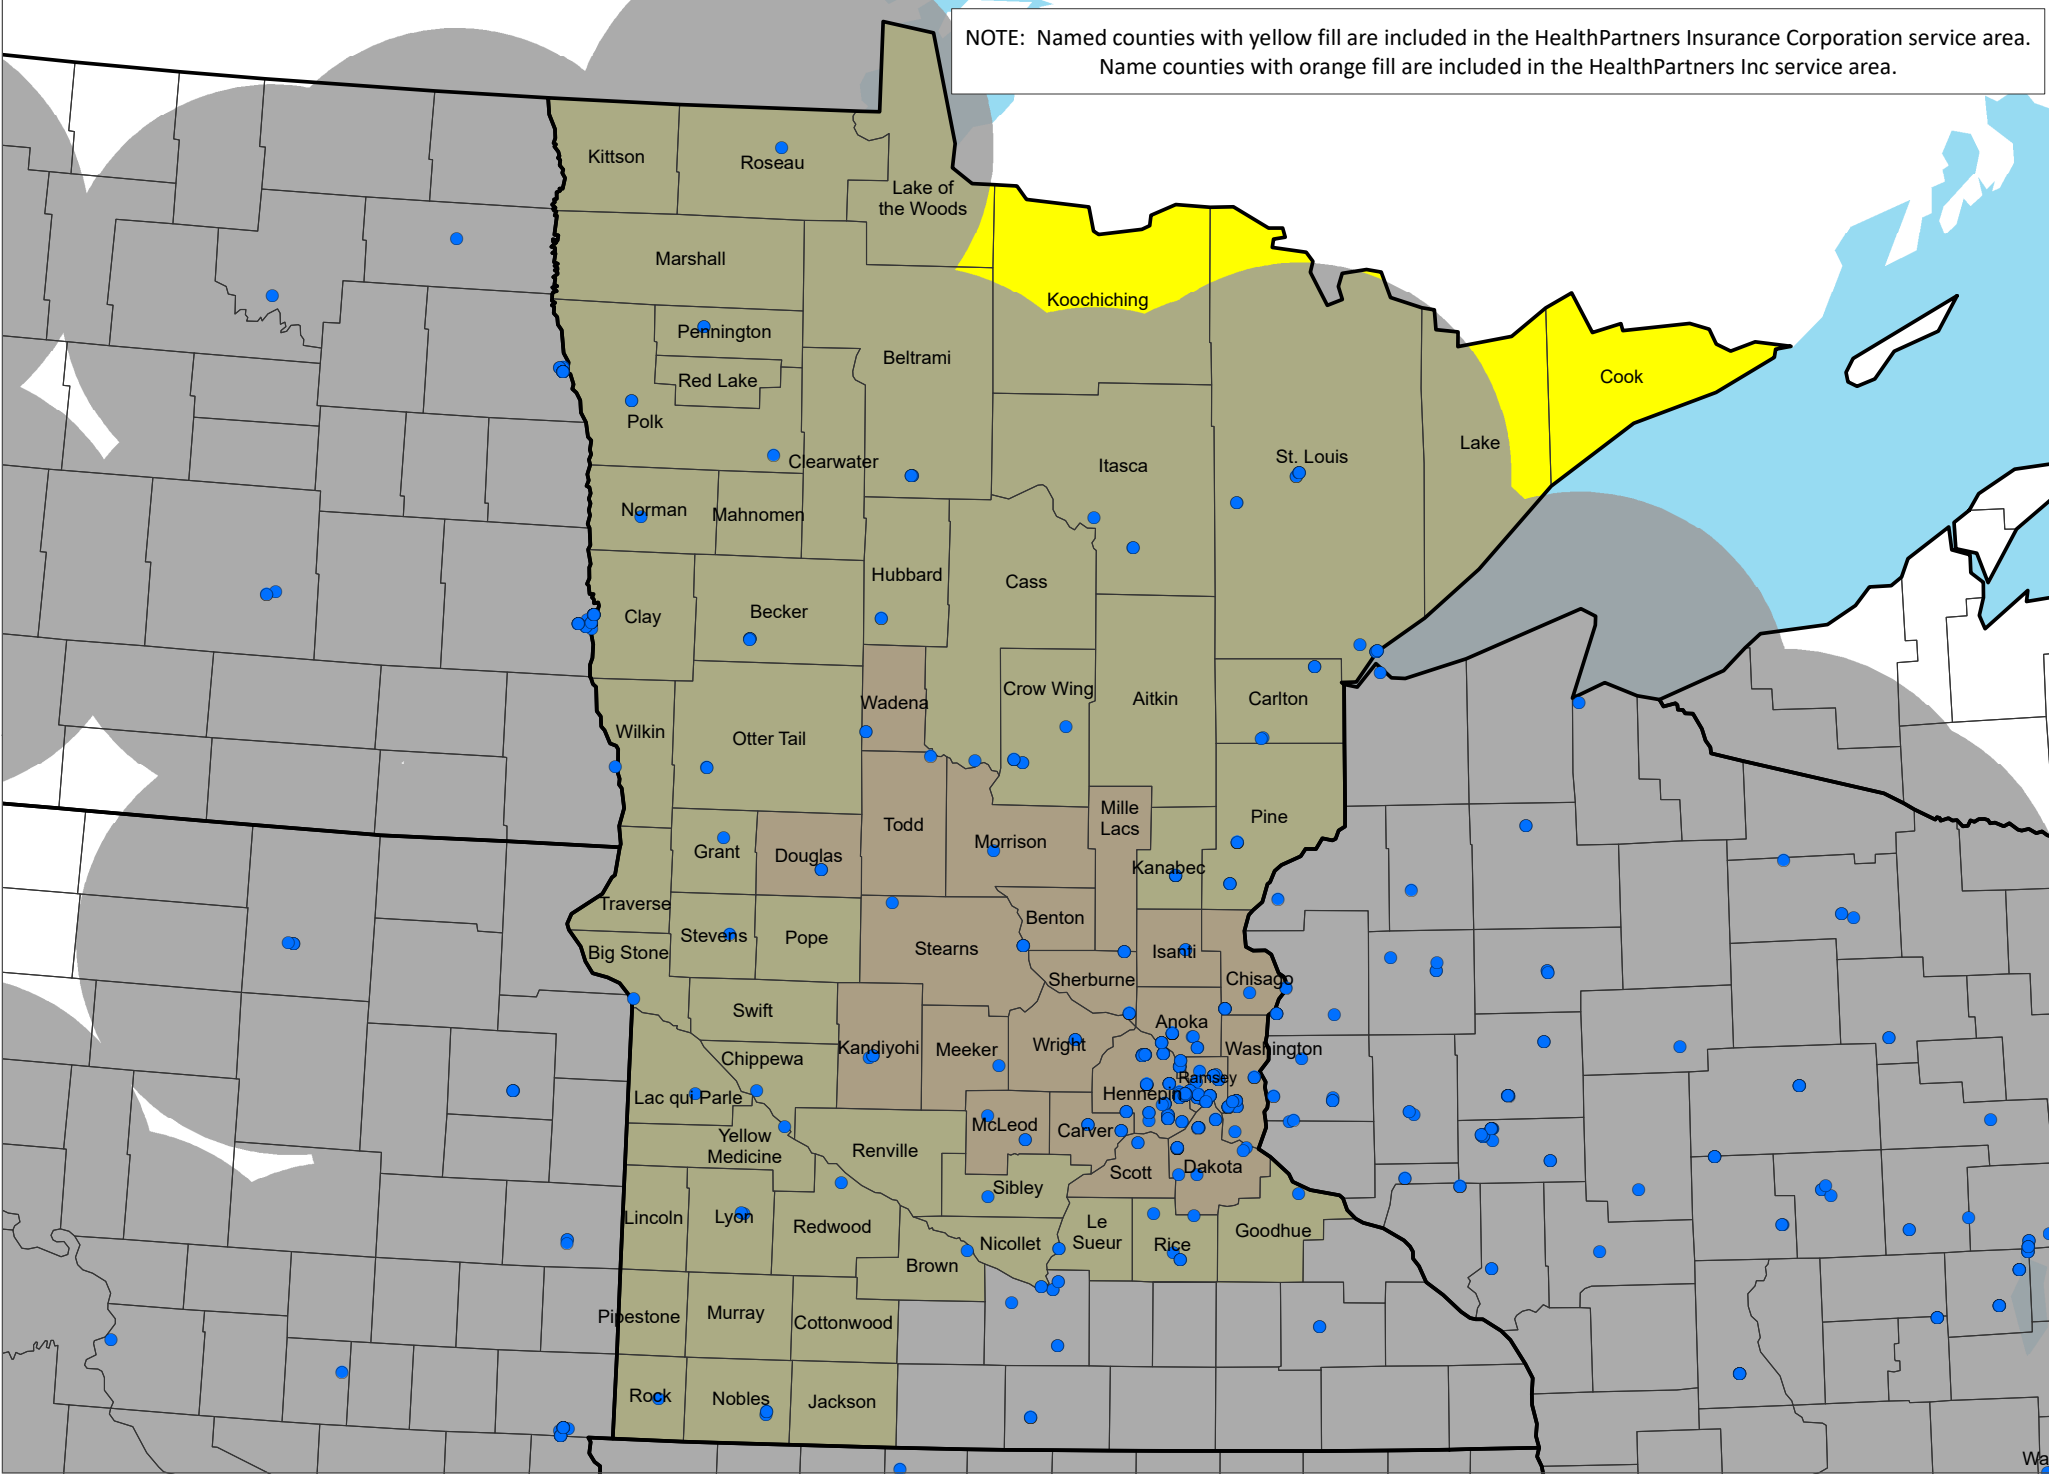 NOTE:  Named counties with yellow fill are included in the HealthPartners Insurance Corporation service area.
Name counties with orange fill are included in the HealthPartners Inc service area.
Kittson
Roseau
Lake of
the Woods
Marshall
Koochiching
Pennington
Beltrami
Red Lake
Cook
Polk
Lake
Clearwater
Itasca
St. Louis
Norman
Mahnomen
Hubbard
Cass
Clay
Becker
Wadena
Crow Wing
Aitkin
Carlton
Wilkin
Otter Tail
Mille
Lacs
Pine
Todd
Morrison
Grant
Douglas
Kanabec
Traverse
Benton
Stevens
Pope
Stearns
Isanti
Big Stone
Sherburne
Chisago
Swift
Anoka
Kandiyohi
Meeker
Wright
Washington
Chippewa
Ramsey
Hennepin
Lac qui Parle
McLeod
Carver
Yellow
Medicine
Renville
Scott
Dakota
Sibley
Lincoln
Lyon
Redwood
Le
Sueur
Nicollet
Rice
Goodhue
Brown
Pipestone
Murray
Cottonwood
Rock
Nobles
Jackson
Wa